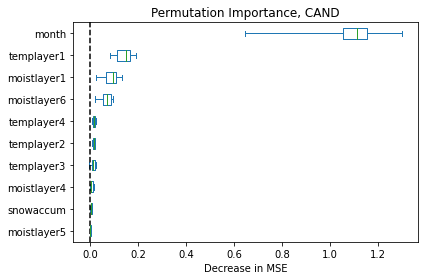 Permutation Importance, CAND
month
templayer1
moistlayer1
moistlayer6
templayer4
templayer2
templayer3
moistlayer4
snowaccum
moistlayer5
0.0 0.2 0.4 0.6 0.8 1.0 1.2
Decrease in MSE